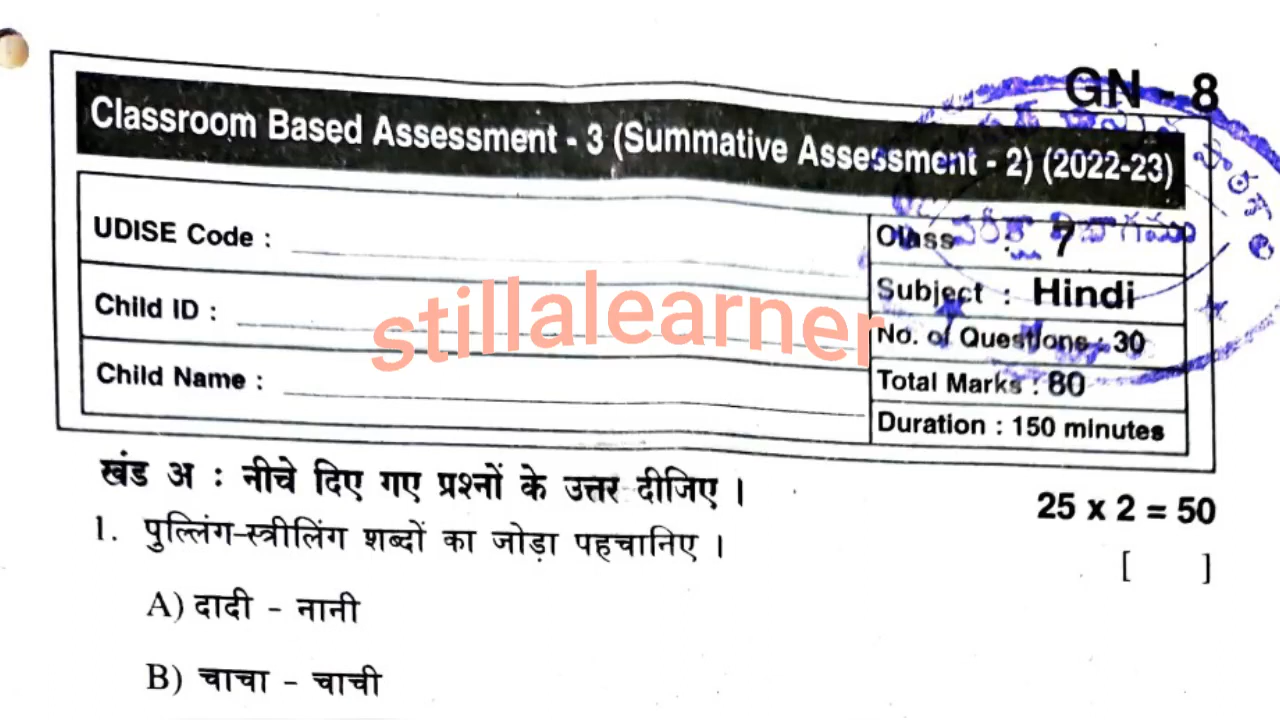 GN - 8
Classroom Based Assessment - 3 (Summative Assessment - 2) (2022-23)
UDISE Code :
Child ID :
Child Name :
Class : 7
Subject : Hindi
No. of Questions : 30
Total Marks : 80
Duration : 150 minutes
stillalearner
खंड अ : नीचे दिए गए प्रश्नों के उत्तर दीजिए ।
25 x 2 = 50
1. पुल्लिंग-स्त्रीलिंग शब्दों का जोड़ा पहचानिए ।
[ ]
A) दादी - नानी
B) चाचा - चाची